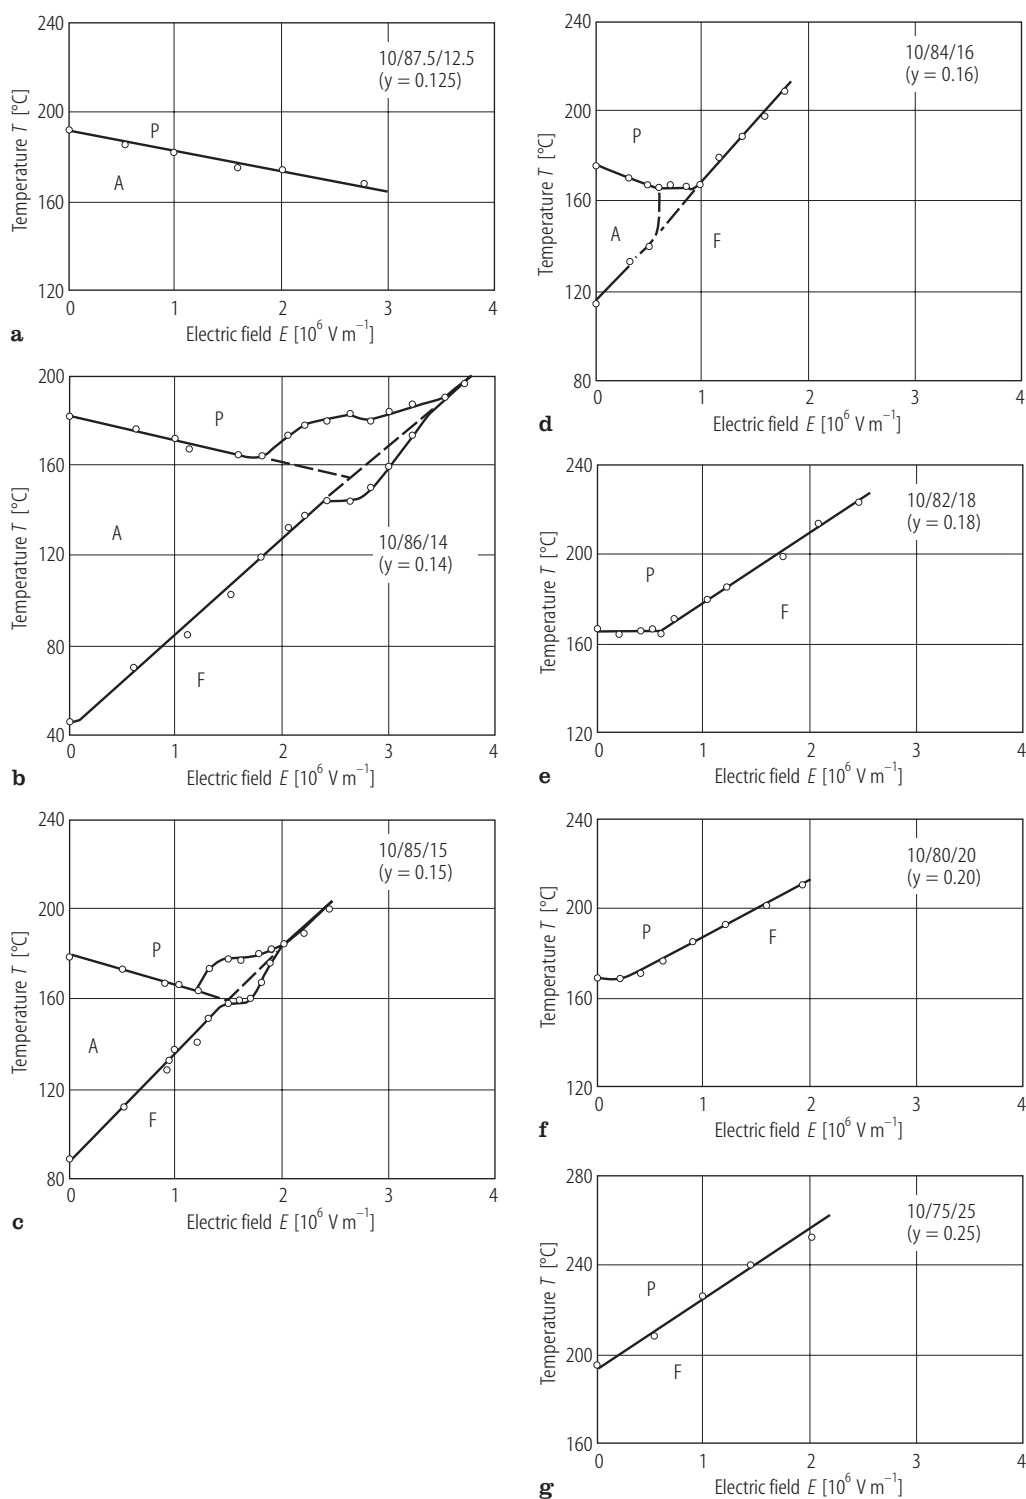 240
200
160
120
Temperature T [°C]
10/87.5/12.5
(y = 0.125)
P
A
0 1 2 3 4
a
Electric field E [10⁶ V m⁻¹]
200
160
120
80
40
Temperature T [°C]
P
A
10/86/14
(y = 0.14)
F
0 1 2 3 4
b
Electric field E [10⁶ V m⁻¹]
240
200
160
120
80
Temperature T [°C]
10/85/15
(y = 0.15)
P
A
F
0 1 2 3 4
c
Electric field E [10⁶ V m⁻¹]
240
200
160
120
80
Temperature T [°C]
10/84/16
(y = 0.16)
P
A
F
0 1 2 3 4
d
Electric field E [10⁶ V m⁻¹]
240
200
160
120
Temperature T [°C]
10/82/18
(y = 0.18)
P
F
0 1 2 3 4
e
Electric field E [10⁶ V m⁻¹]
240
200
160
120
Temperature T [°C]
10/80/20
(y = 0.20)
P
F
0 1 2 3 4
f
Electric field E [10⁶ V m⁻¹]
280
240
200
160
Temperature T [°C]
10/75/25
(y = 0.25)
P
F
0 1 2 3 4
g
Electric field E [10⁶ V m⁻¹]